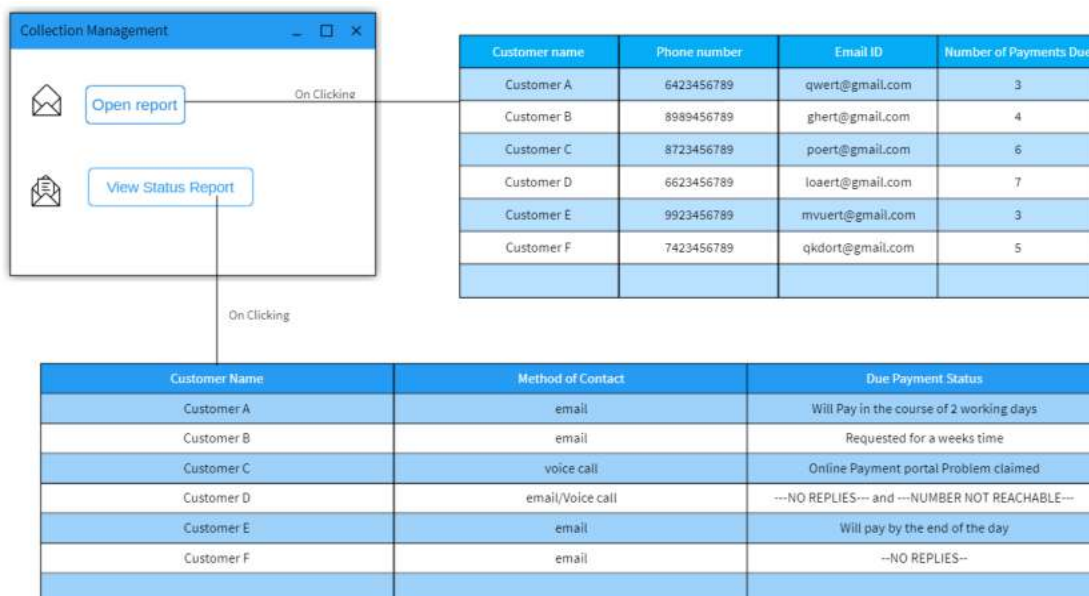 Collection Management
Open report
On Clicking
View Status Report
On Clicking
Customer name Phone number Email ID Number of Payments Due
Customer A 6423456789 qwert@gmail.com 3
Customer B 8989456789 ghert@gmail.com 4
Customer C 8723456789 poert@gmail.com 6
Customer D 6623456789 loaert@gmail.com 7
Customer E 9923456789 mvuert@gmail.com 3
Customer F 7423456789 qkdort@gmail.com 5
Customer Name Method of Contact Due Payment Status
Customer A email Will Pay in the course of 2 working days
Customer B email Requested for a weeks time
Customer C voice call Online Payment portal Problem claimed
Customer D email/Voice call ---NO REPLIES--- and ---NUMBER NOT REACHABLE---
Customer E email Will pay by the end of the day
Customer F email --NO REPLIES--